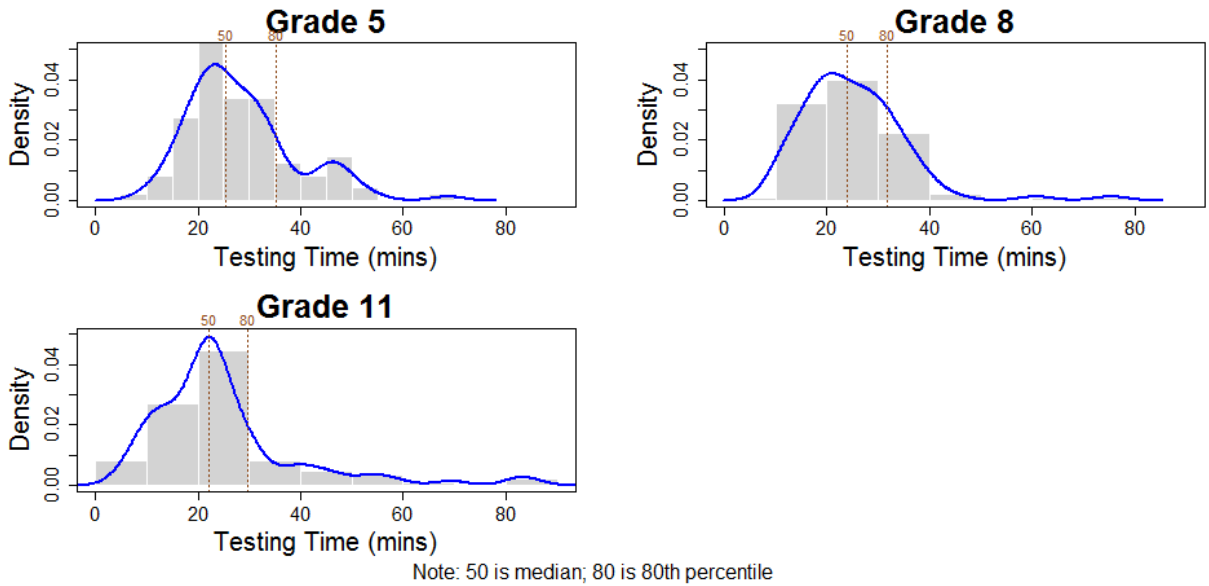 Grade 5
50 80
Density
0.00 0.02 0.04
0 20 40 60 80
Testing Time (mins)
Grade 8
50 80
Density
0.00 0.02 0.04
0 20 40 60 80
Testing Time (mins)
Grade 11
50 80
Density
0.00 0.02 0.04
0 20 40 60 80
Testing Time (mins)
Note: 50 is median; 80 is 80th percentile